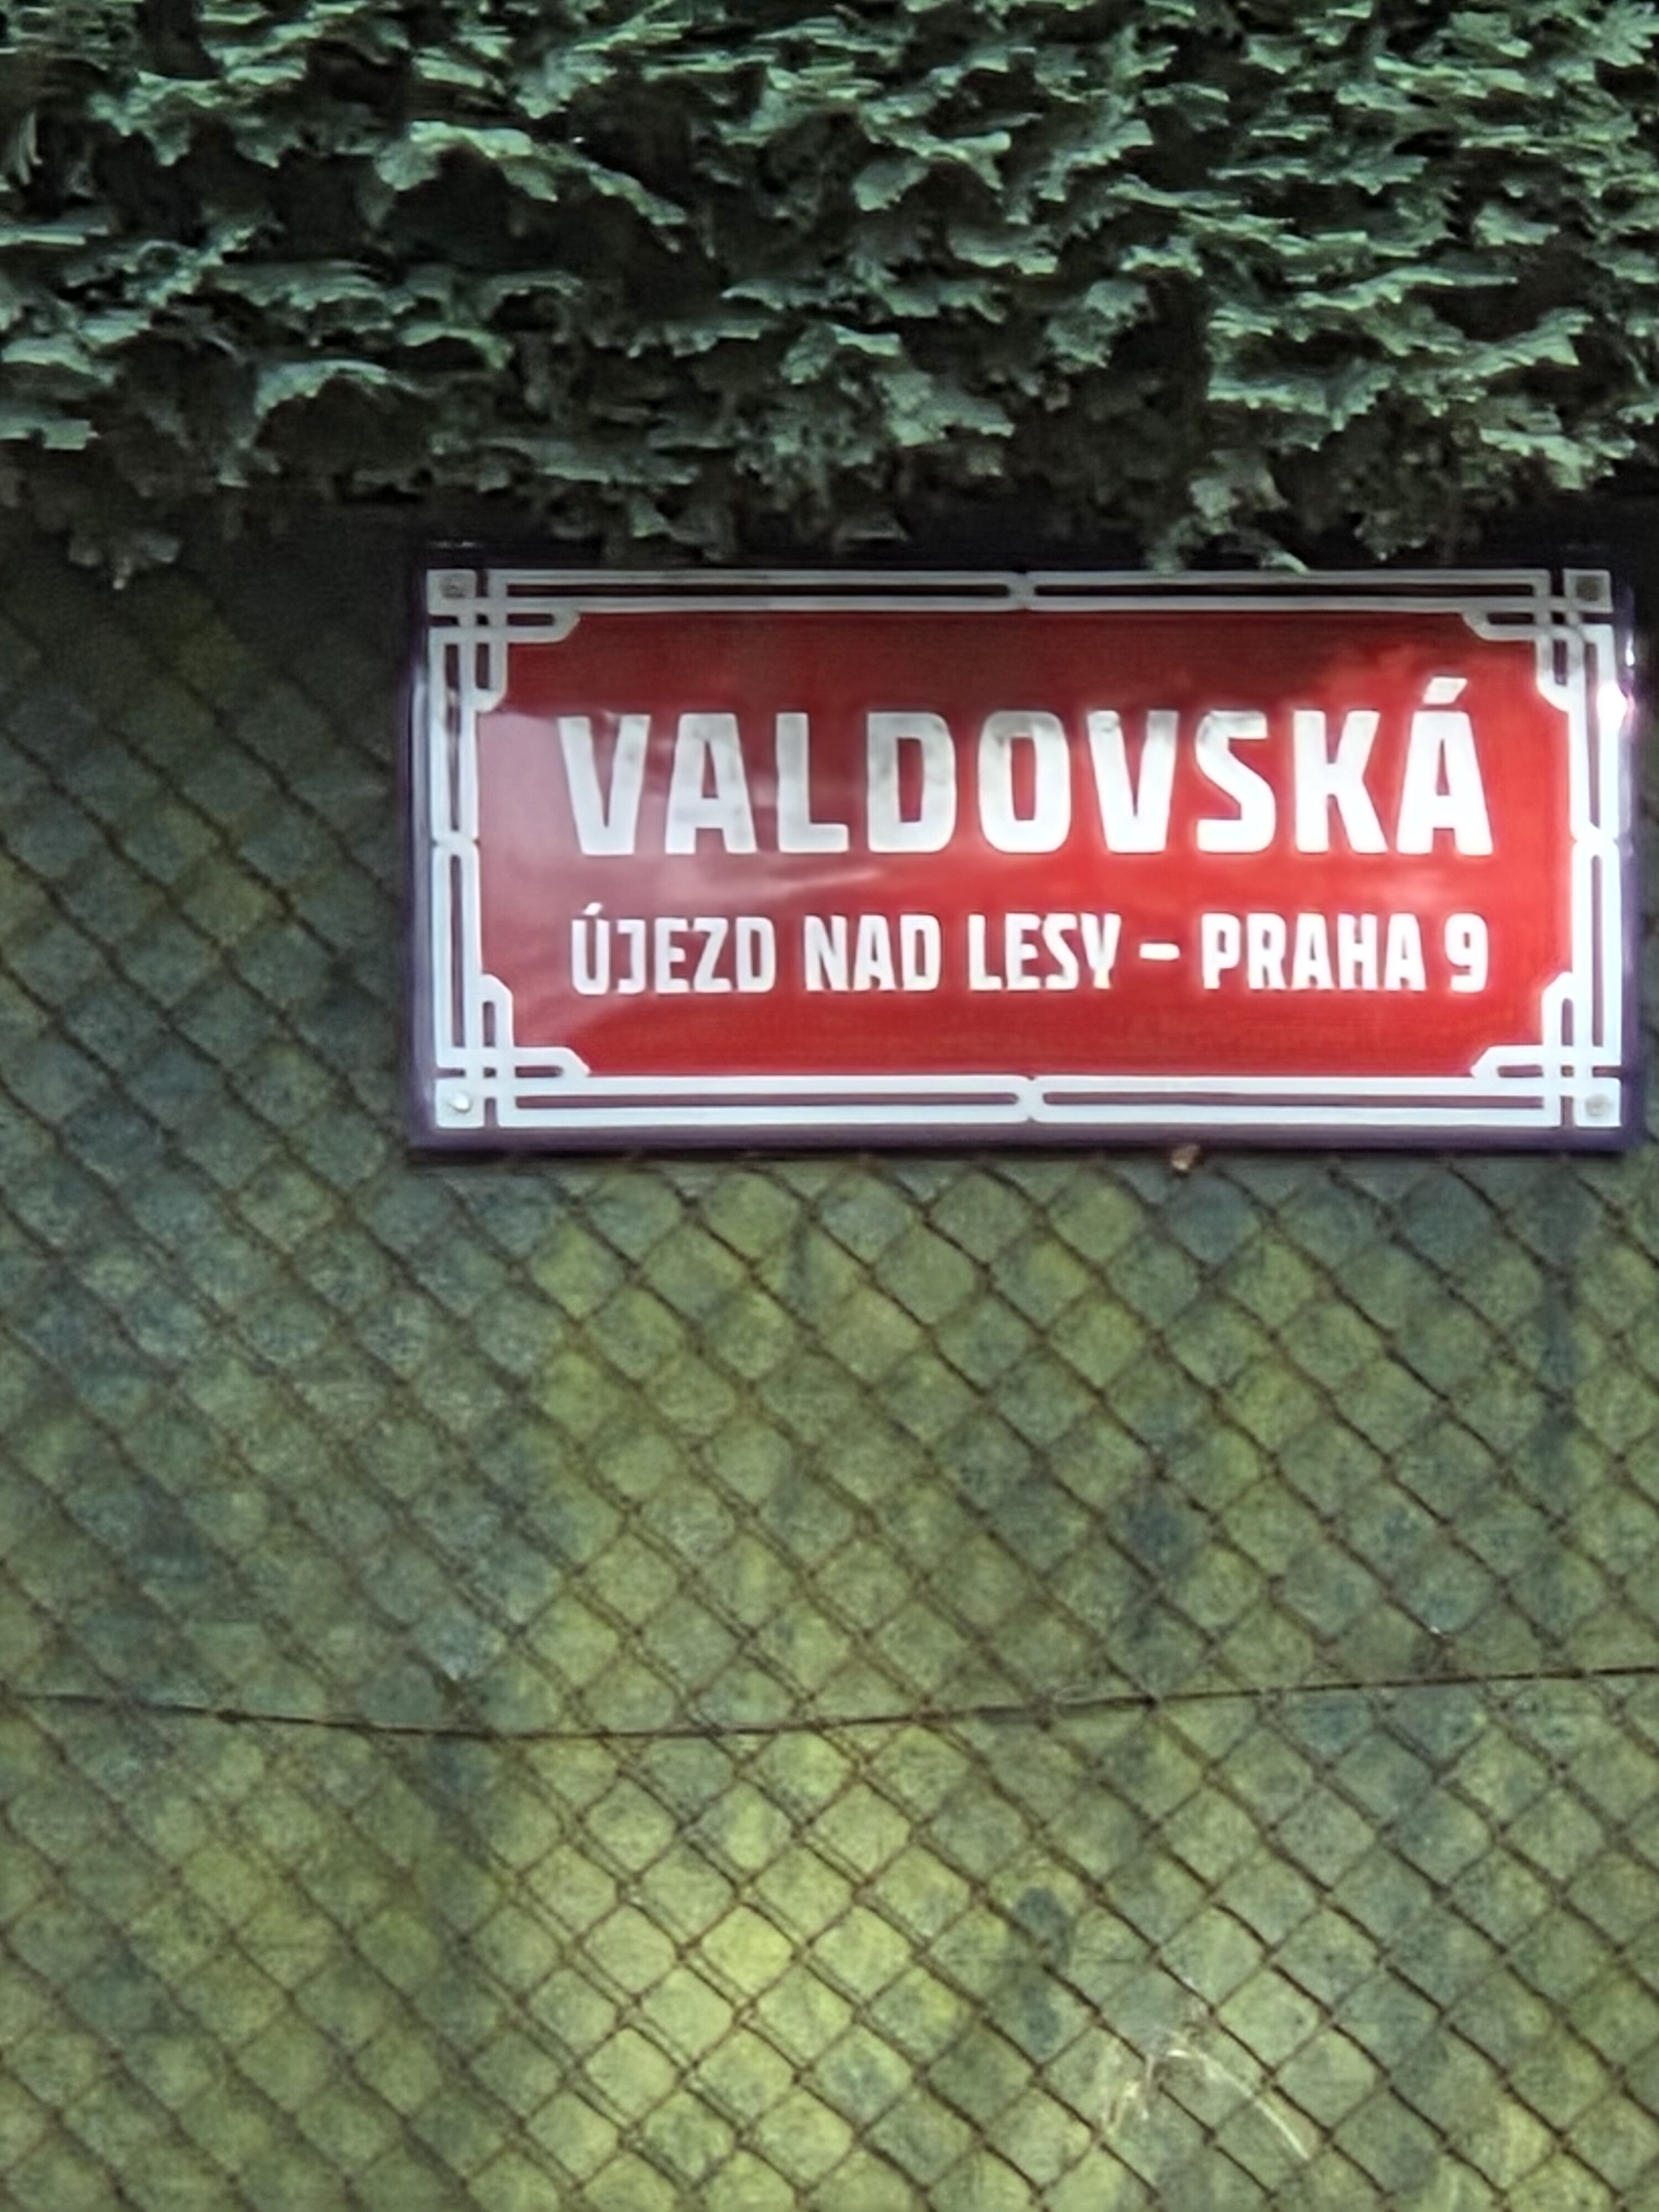 VALDOVSKÁ
ÚJEZD NAD LESY – PRAHA 9